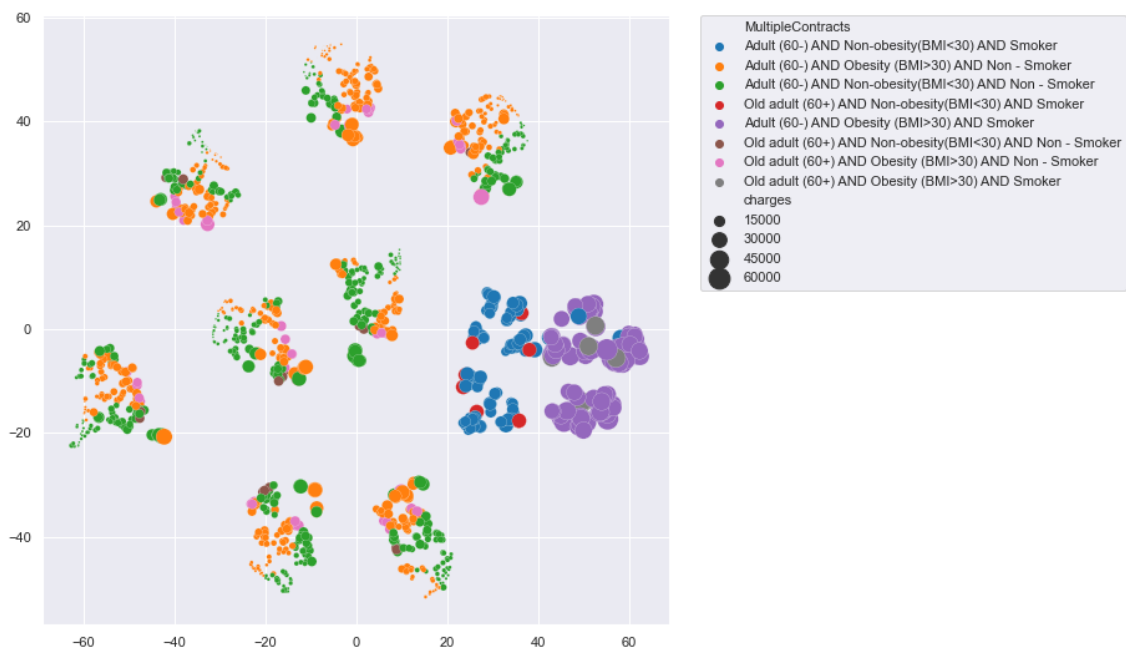 60
40
20
0
−20
−40
−60
−40
−20
0
20
40
60
MultipleContracts
Adult (60-) AND Non-obesity(BMI<30) AND Smoker
Adult (60-) AND Obesity (BMI>30) AND Non - Smoker
Adult (60-) AND Non-obesity(BMI<30) AND Non - Smoker
Old adult (60+) AND Non-obesity(BMI<30) AND Smoker
Adult (60-) AND Obesity (BMI>30) AND Smoker
Old adult (60+) AND Non-obesity(BMI<30) AND Non - Smoker
Old adult (60+) AND Obesity (BMI>30) AND Non - Smoker
Old adult (60+) AND Obesity (BMI>30) AND Smoker
charges
15000
30000
45000
60000